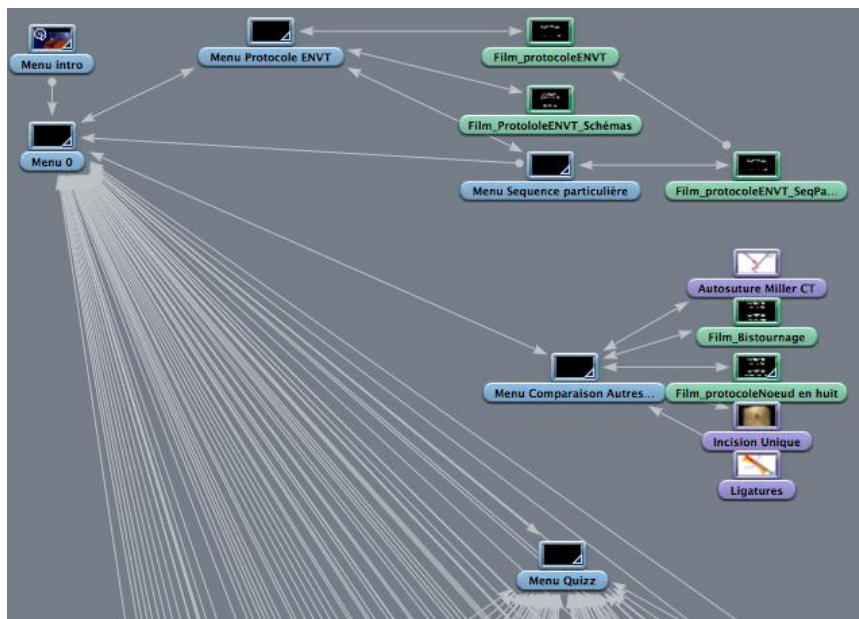 Menu intro
Menu Protocole ENVT
Film_protocoleENVT
Film_ProtololeENVT_Schémas
Menu 0
Menu Sequence particulière
Film_protocoleENVT_SeqPa...
Autosuture Miller CT
Film_Bistournage
Menu Comparaison Autres...
Film_protocoleNoeud en huit
Incision Unique
Ligatures
Menu Quizz